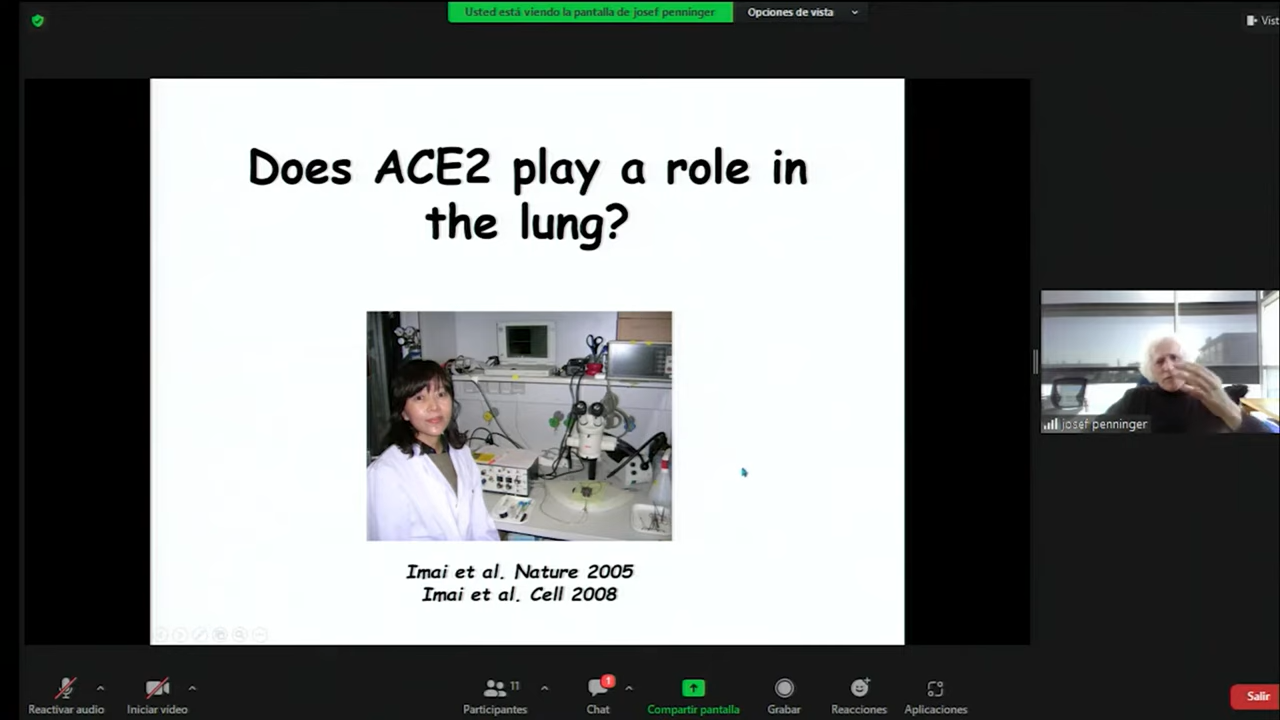 Usted está viendo la pantalla de josef penninger
Opciones de vista
Vist
Does ACE2 play a role in
the lung?
josef penninger
Imai et al. Nature 2005
Imai et al. Cell 2008
Reactivar audio
Iniciar vídeo
Participantes
11
Chat
1
Compartir pantalla
Grabar
Reacciones
Aplicaciones
Salir